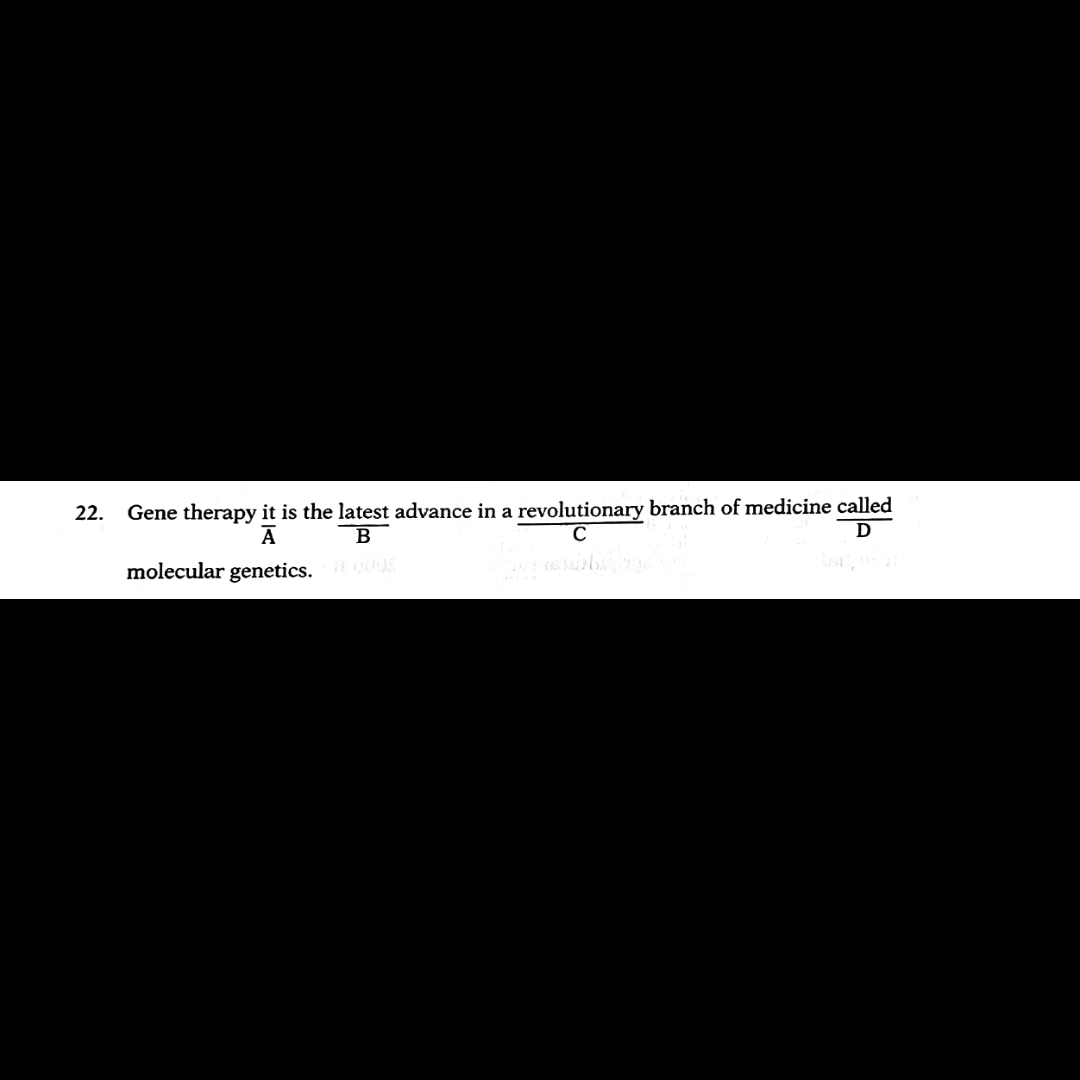 22. Gene therapy it is the latest advance in a revolutionary branch of medicine called
A B C D
molecular genetics.